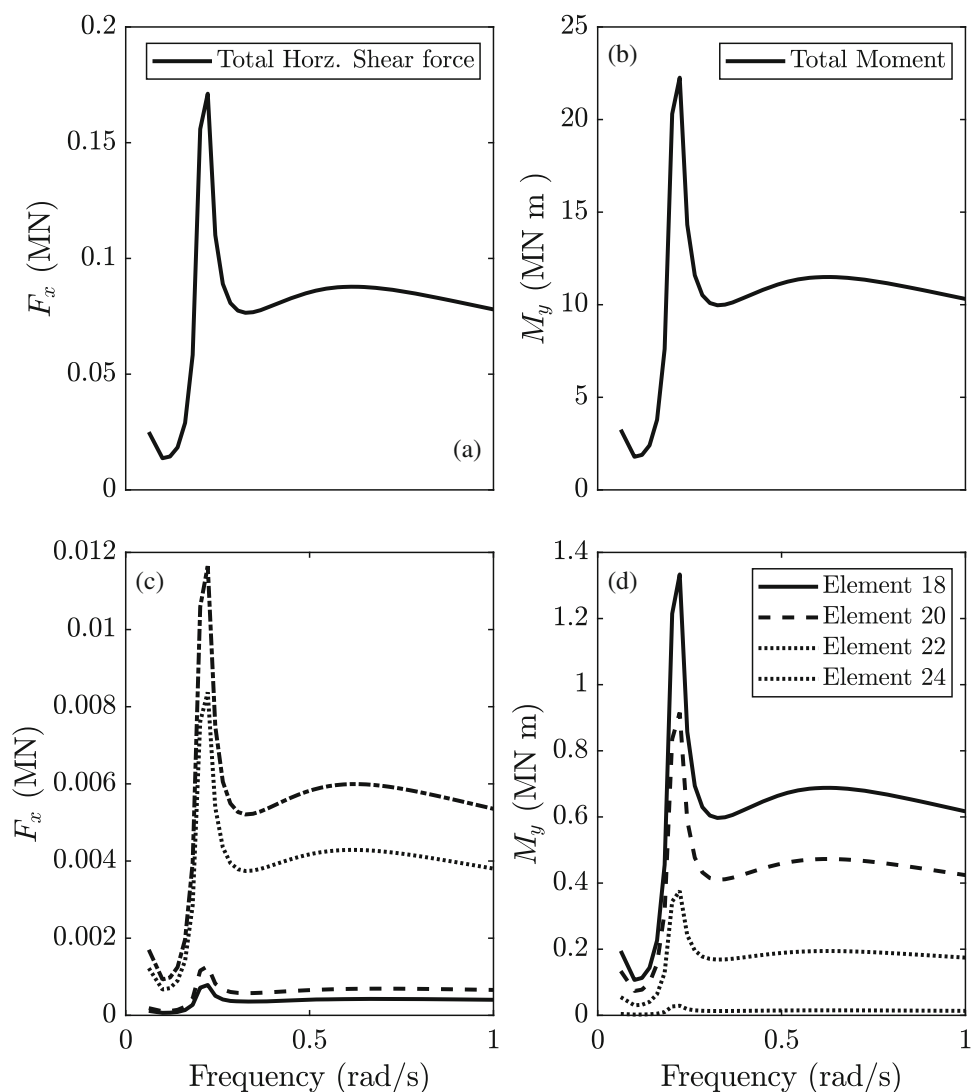 0.2
0.15
0.1
0.05
0
F_x (MN)
Total Horz. Shear force
(a)
25
20
15
10
5
0
M_y (MN m )
(b)
Total Moment
0.012
0.01
0.008
0.006
0.004
0.002
0
F_x (MN)
(c)
0 0.5 1
Frequency (rad/s)
1.4
1.2
1
0.8
0.6
0.4
0.2
0
M_y (MN m)
(d)
Element 18
Element 20
Element 22
Element 24
0 0.5 1
Frequency (rad/s)